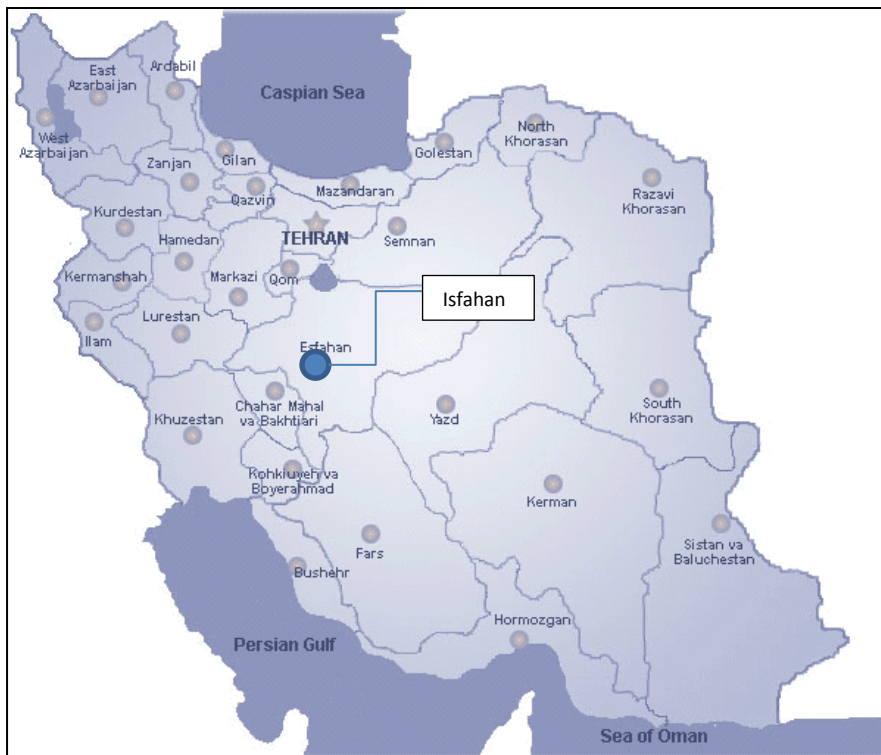 East
Azarbaijan
Ardabil
Caspian Sea
West
Azarbaijan
Zanjan
Gilan
Qazvin
Mazandaran
Golestan
North
Khorasan
Razavi
Khorasan
Kurdestan
Hamedan
TEHRAN
Semnan
Kermanshah
Markazi
Qom
Isfahan
Ilam
Lurestan
Esfahan
Khuzestan
Chahar Mahal
va Bakhtiari
Yazd
South
Khorasan
Kohkiuyeh va
Boyerahmad
Kerman
Fars
Sistan va
Baluchestan
Bushehr
Hormozgan
Persian Gulf
Sea of Oman